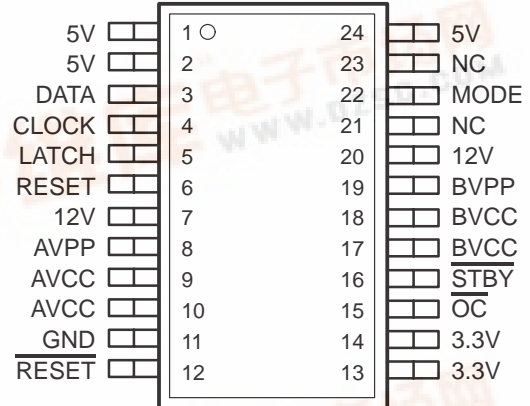 5V 1 24 5V
5V 2 23 NC
DATA 3 22 MODE
CLOCK 4 21 NC
LATCH 5 20 12V
RESET 6 19 BVPP
12V 7 18 BVCC
AVPP 8 17 BVCC
AVCC 9 16 STBY
AVCC 10 15 OC
GND 11 14 3.3V
RESET 12 13 3.3V